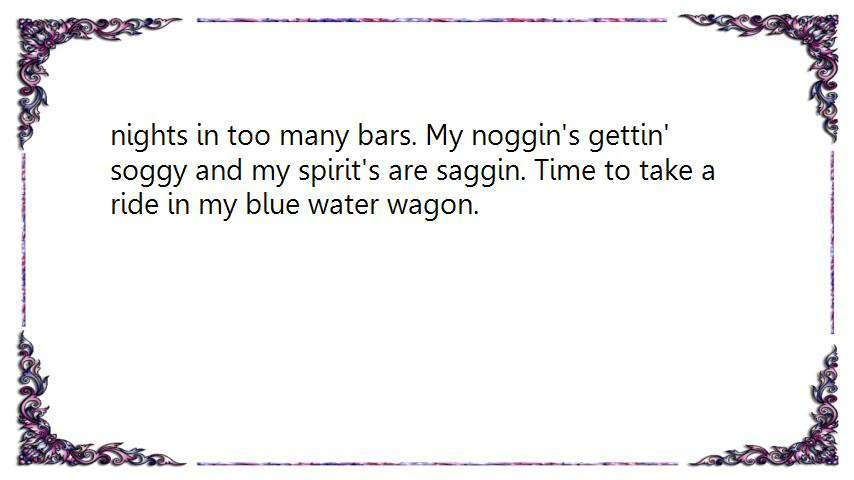 nights in too many bars. My noggin's gettin'
soggy and my spirit's are saggin. Time to take a
ride in my blue water wagon.